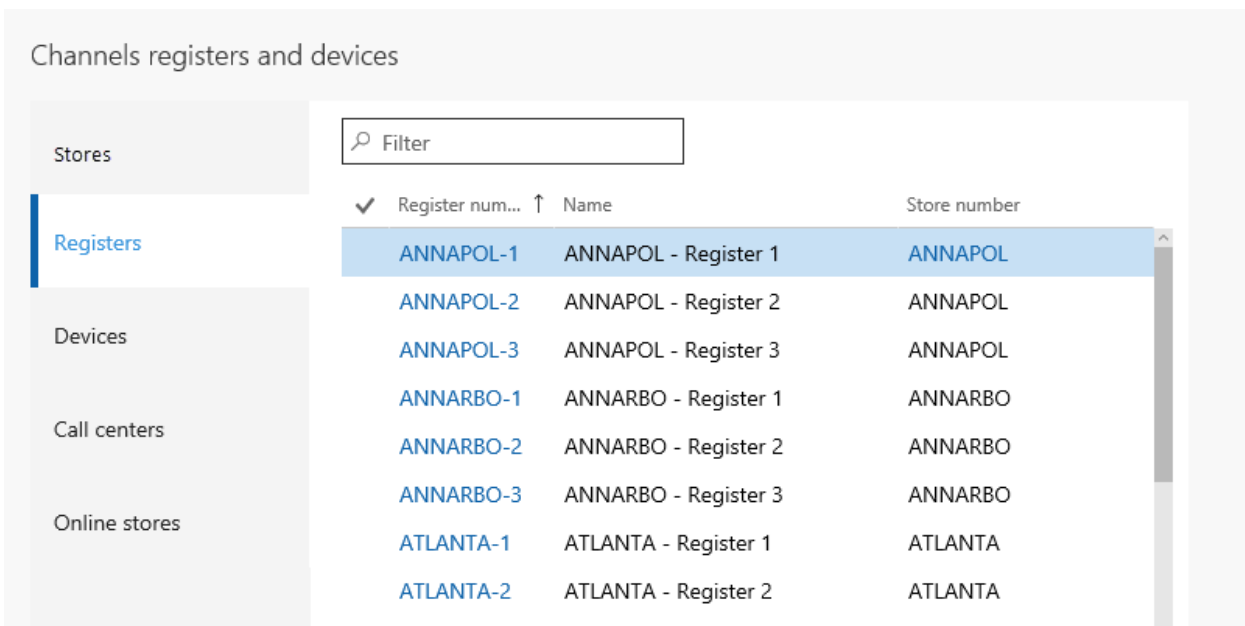 Channels registers and devices
Stores
Registers
Devices
Call centers
Online stores
Filter
Register num... ↑ Name Store number
ANNAPOL-1 ANNAPOL - Register 1 ANNAPOL
ANNAPOL-2 ANNAPOL - Register 2 ANNAPOL
ANNAPOL-3 ANNAPOL - Register 3 ANNAPOL
ANNARBO-1 ANNARBO - Register 1 ANNARBO
ANNARBO-2 ANNARBO - Register 2 ANNARBO
ANNARBO-3 ANNARBO - Register 3 ANNARBO
ATLANTA-1 ATLANTA - Register 1 ATLANTA
ATLANTA-2 ATLANTA - Register 2 ATLANTA